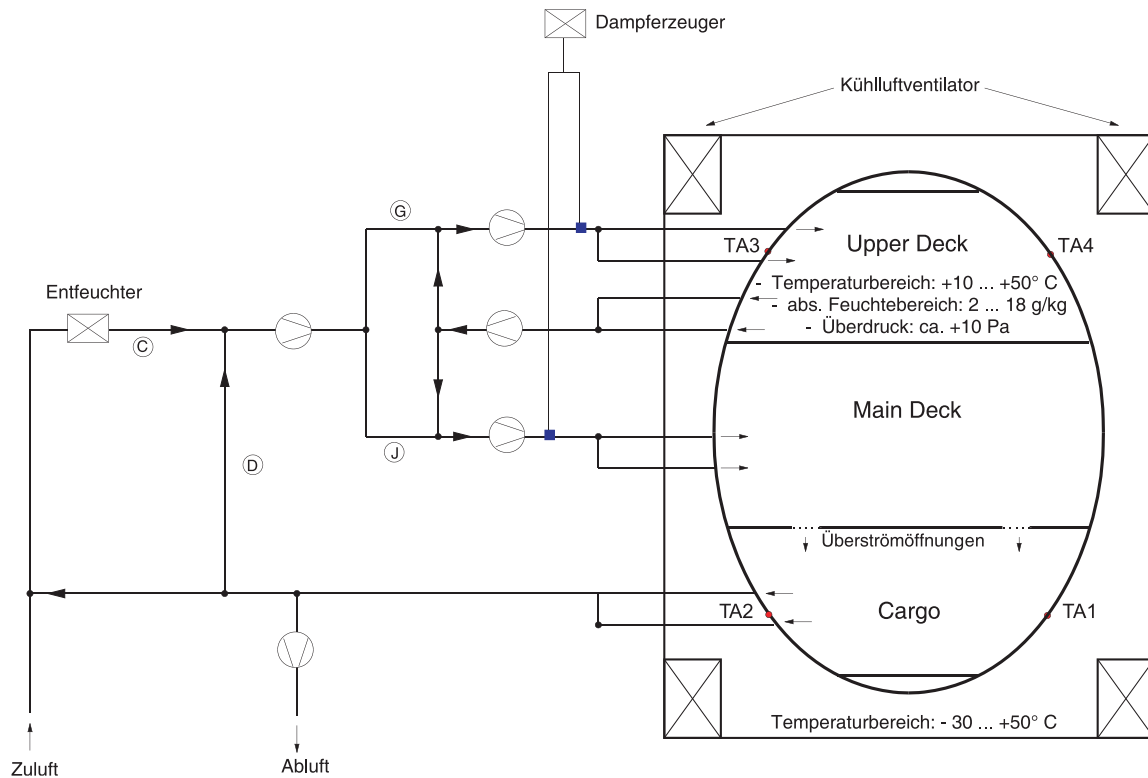 Dampferzeuger
Kühlluftventilator
G
TA3
Upper Deck
TA4
- Temperaturbereich: +10 ... +50° C
- abs. Feuchtebereich: 2 ... 18 g/kg
- Überdruck: ca. +10 Pa
Entfeuchter
C
Main Deck
J
D
Überströmöffnungen
TA2
Cargo
TA1
Temperaturbereich: - 30 ... +50° C
Zuluft
Abluft